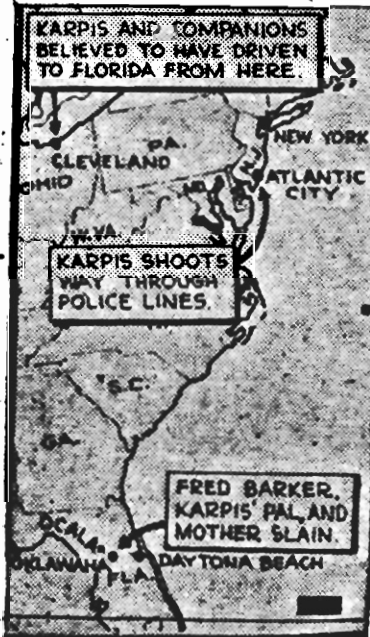 KARPIS AND COMPANIONS
BELIEVED TO HAVE DRIVEN
TO FLORIDA FROM HERE.
NEW YORK
PA.
CLEVELAND
OHIO
N.J.
ATLANTIC
CITY
MD.
W.VA.
KARPIS SHOOTS
WAY THROUGH
POLICE LINES.
S.C.
GA.
FRED BARKER,
KARPIS' PAL, AND
MOTHER SLAIN.
OCALA
OKLAWAHA
FLA.
DAYTONA BEACH